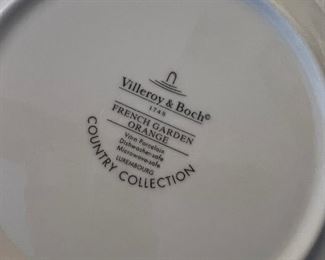 Villeroy & Boch©
1748
FRENCH GARDEN
ORANGE
Vitro Porcelain
Dishwasher-safe
Microwave-safe
LUXEMBOURG
COUNTRY COLLECTION